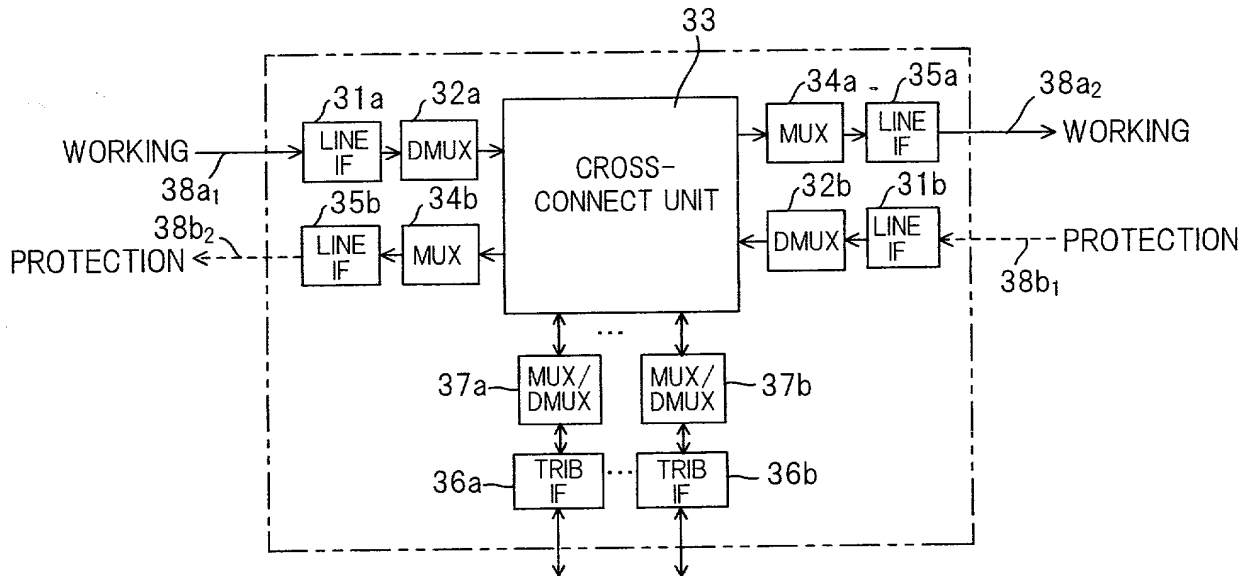 33
31a
32a
34a
35a
38a2
WORKING
LINE
IF
DMUX
CROSS-
CONNECT UNIT
MUX
LINE
IF
WORKING
38a1
35b
34b
32b
31b
38b2
PROTECTION
LINE
IF
MUX
DMUX
LINE
IF
PROTECTION
38b1
...
37a
MUX/
DMUX
MUX/
DMUX
37b
36a
TRIB
IF
...
TRIB
IF
36b